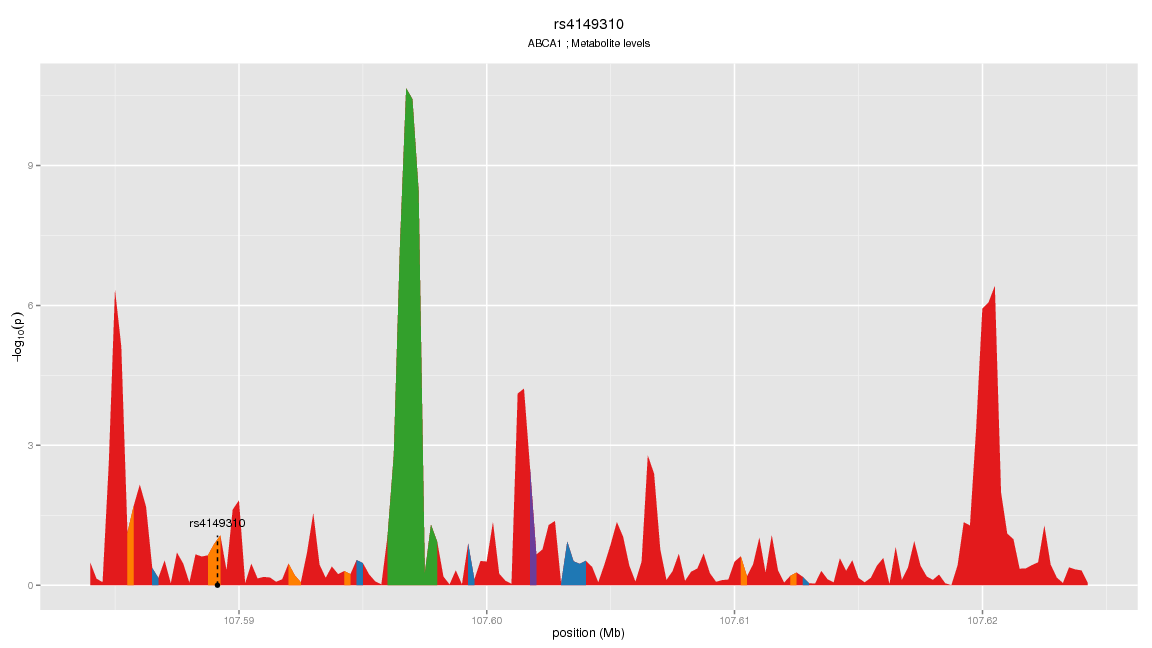 rs4149310
ABCA1 ; Metabolite levels
−log10(p)
9
6
3
0
rs4149310
107.59
107.60
107.61
107.62
position (Mb)